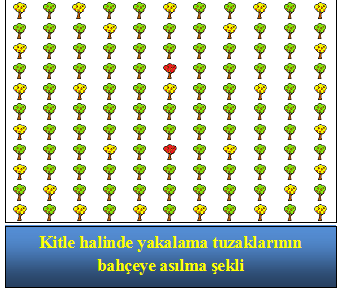 Kitle halinde yakalama tuzaklarının
bahçeye asılma şekli